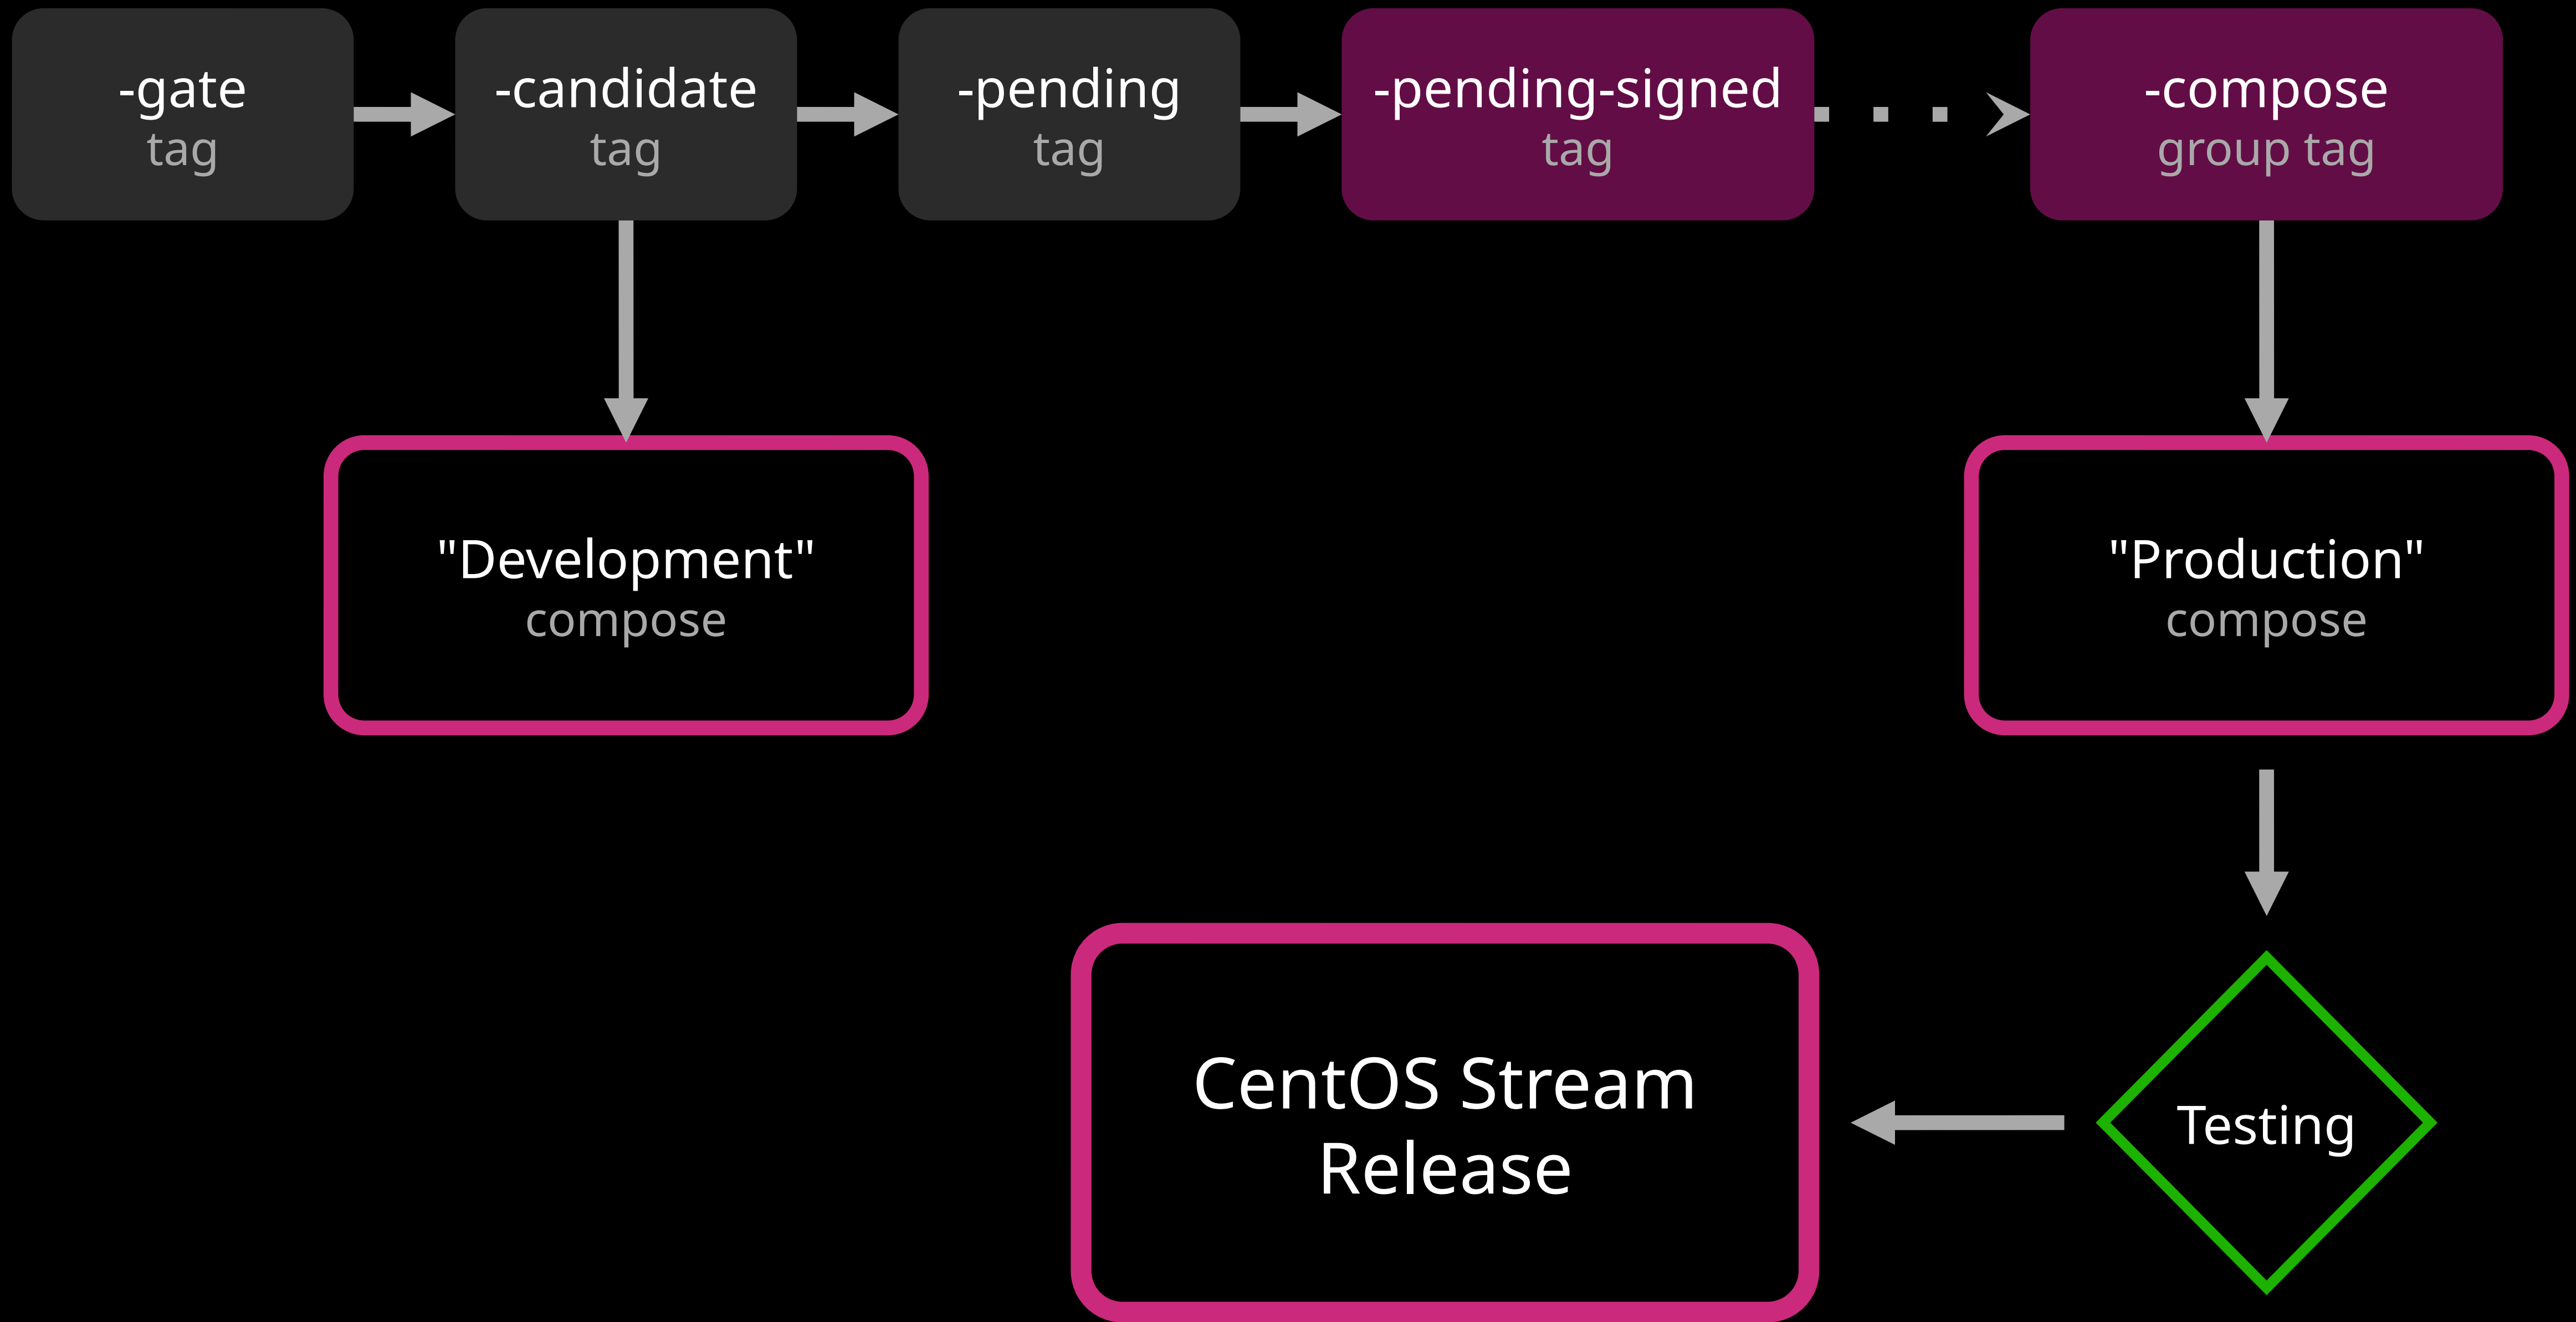 -gate
tag
-candidate
tag
-pending
tag
-pending-signed
tag
-compose
group tag
"Development"
compose
"Production"
compose
CentOS Stream
Release
Testing